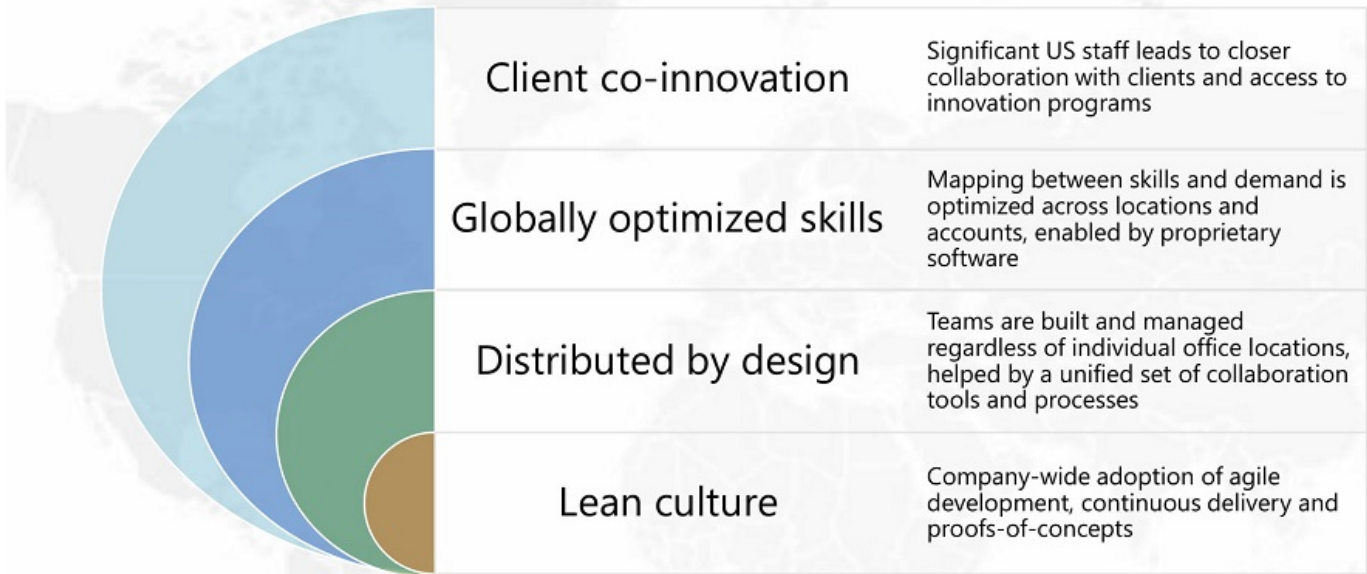 Client co-innovation
Significant US staff leads to closer
collaboration with clients and access to
innovation programs
Globally optimized skills
Mapping between skills and demand is
optimized across locations and
accounts, enabled by proprietary
software
Distributed by design
Teams are built and managed
regardless of individual office locations,
helped by a unified set of collaboration
tools and processes
Lean culture
Company-wide adoption of agile
development, continuous delivery and
proofs-of-concepts